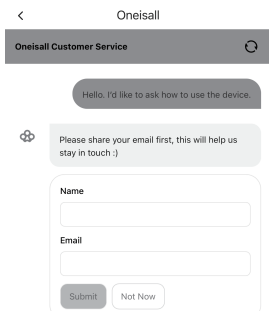 Oneisall
Oneisall Customer Service
Hello. I'd like to ask how to use the device.
Please share your email first, this will help us
stay in touch :)
Name
Email
Submit
Not Now